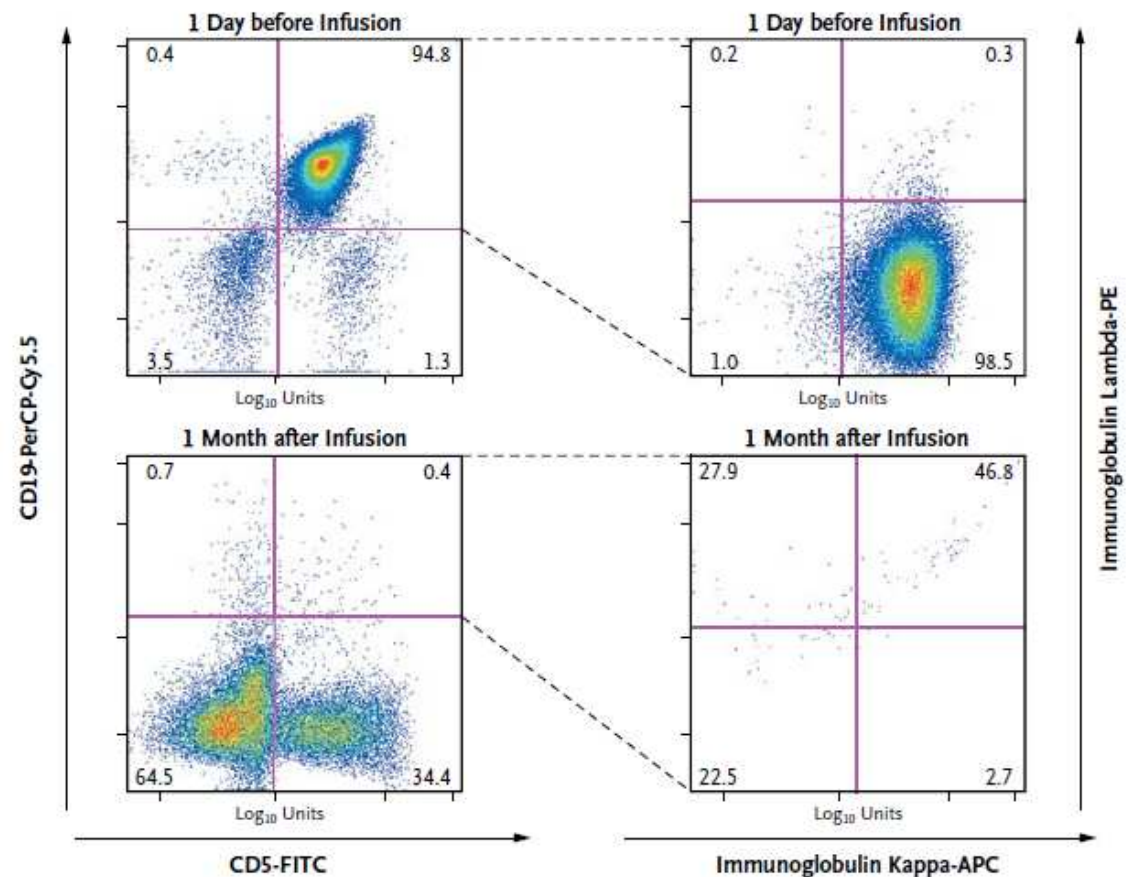 1 Day before Infusion
0.4 94.8
3.5 1.3
Log₁₀ Units
1 Day before Infusion
0.2 0.3
1.0 98.5
Log₁₀ Units
1 Month after Infusion
0.7 0.4
64.5 34.4
Log₁₀ Units
1 Month after Infusion
27.9 46.8
22.5 2.7
Log₁₀ Units
CD19-PerCP-Cy5.5
Immunoglobulin Lambda-PE
CD5-FITC
Immunoglobulin Kappa-APC